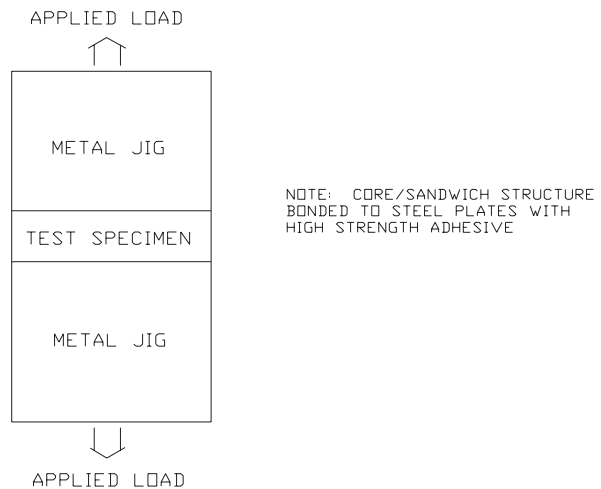 APPLIED LOAD
METAL JIG
NOTE: CORE/SANDWICH STRUCTURE
BONDED TO STEEL PLATES WITH
HIGH STRENGTH ADHESIVE
TEST SPECIMEN
METAL JIG
APPLIED LOAD